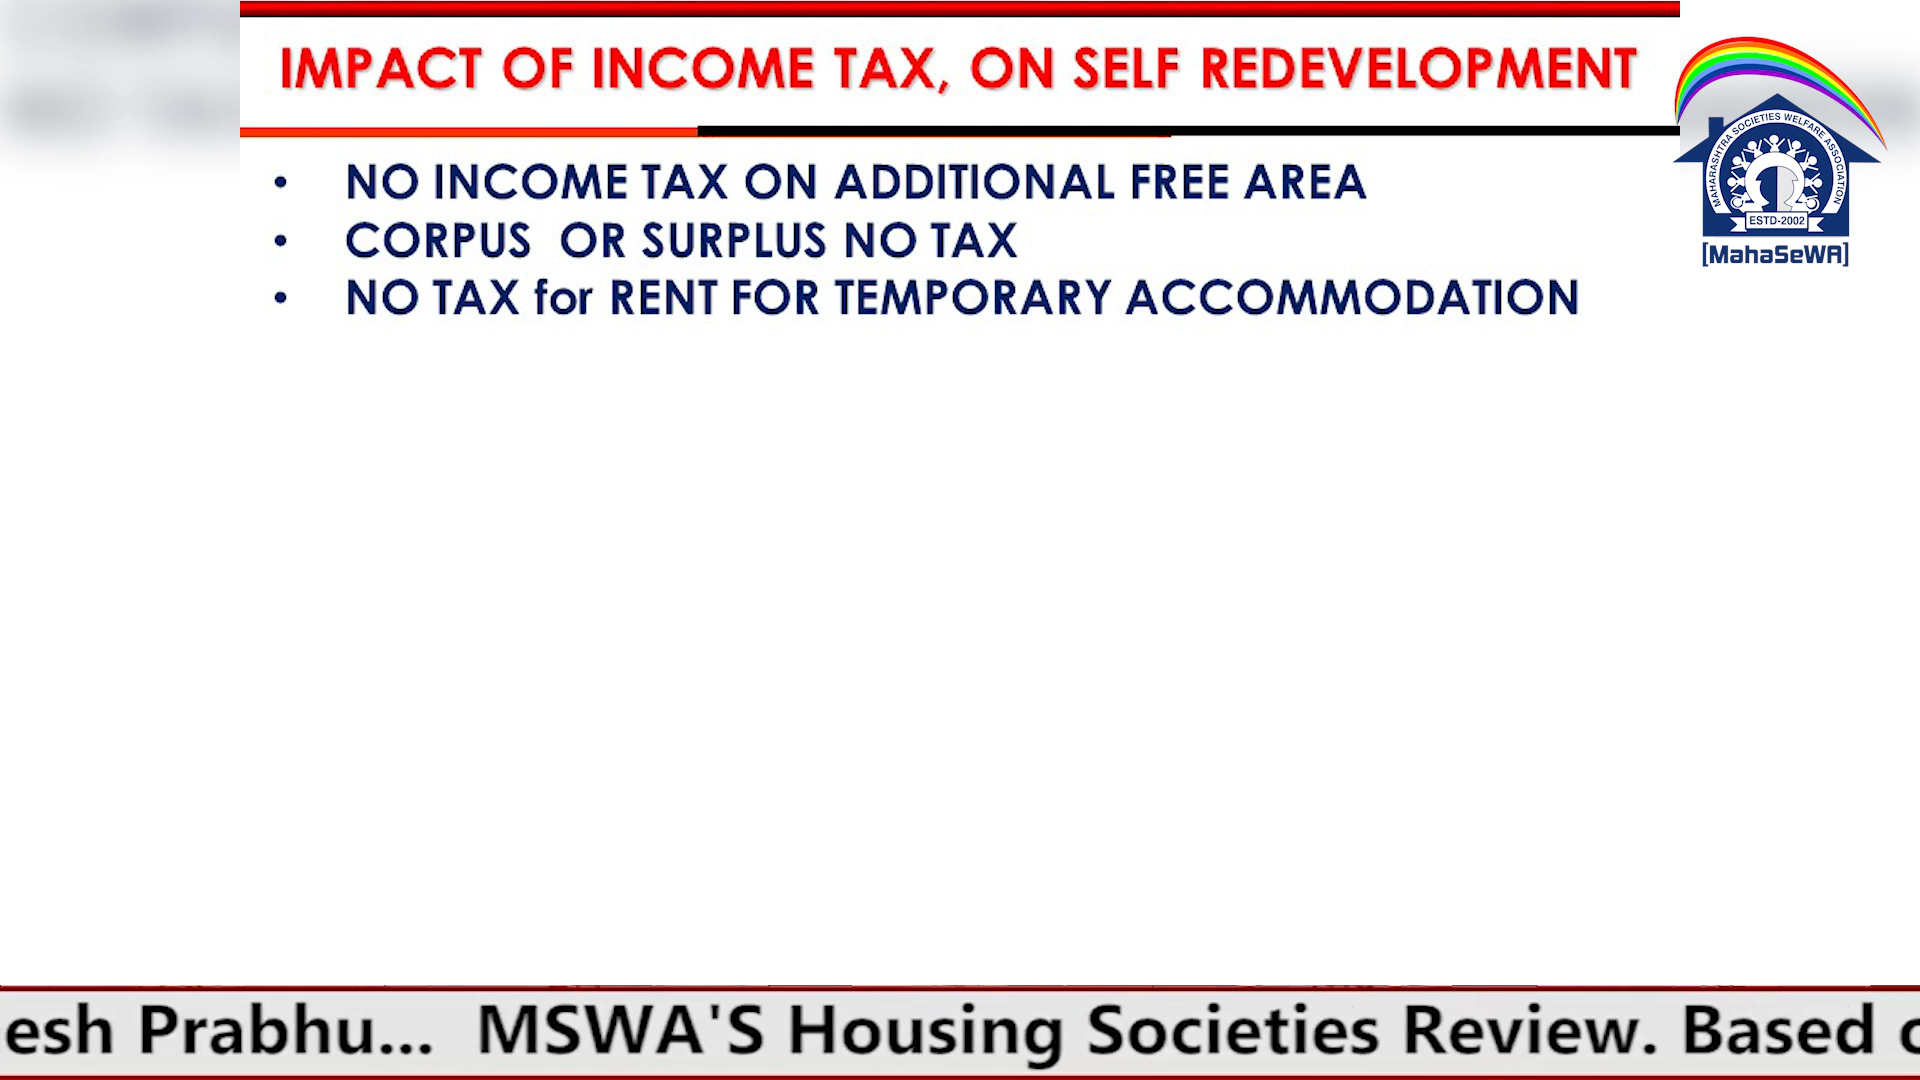 IMPACT OF INCOME TAX, ON SELF REDEVELOPMENT
• NO INCOME TAX ON ADDITIONAL FREE AREA
• CORPUS OR SURPLUS NO TAX
• NO TAX for RENT FOR TEMPORARY ACCOMMODATION
MAHARASHTRA SOCIETIES WELFARE ASSOCIATION
ESTD-2002
[MahaSeWA]
esh Prabhu... MSWA'S Housing Societies Review. Based